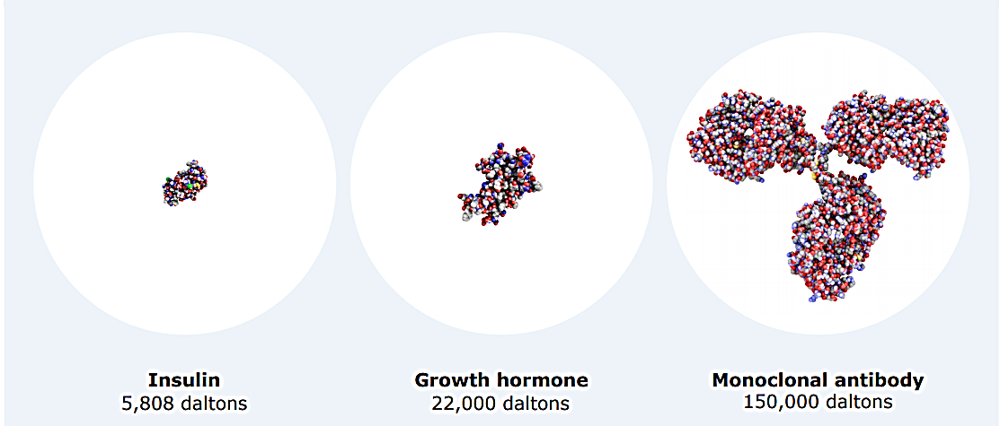 Insulin
5,808 daltons
Growth hormone
22,000 daltons
Monoclonal antibody
150,000 daltons